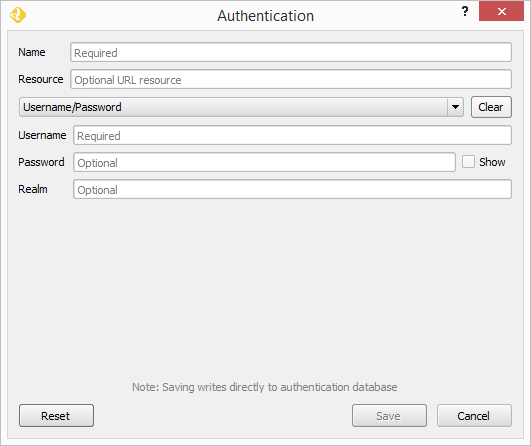 Authentication ?
Name Required
Resource Optional URL resource
Username/Password Clear
Username Required
Password Optional Show
Realm Optional
Note: Saving writes directly to authentication database
Reset Save Cancel